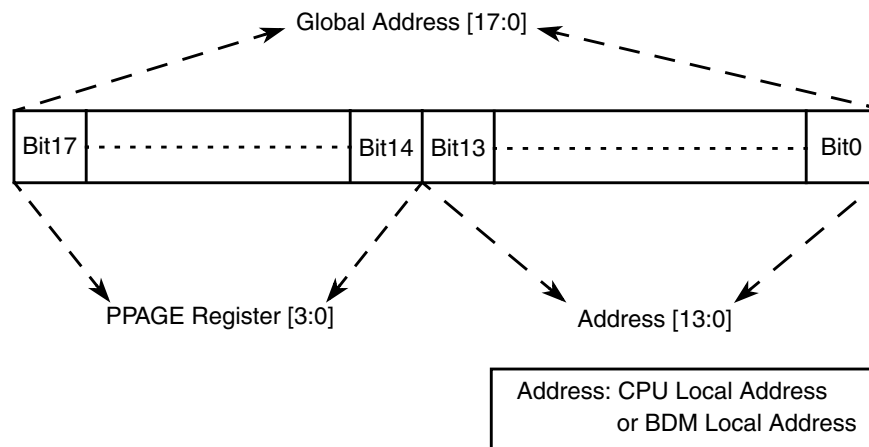 Global Address [17:0]
Bit17
Bit14
Bit13
Bit0
PPAGE Register [3:0]
Address [13:0]
Address: CPU Local Address
or BDM Local Address